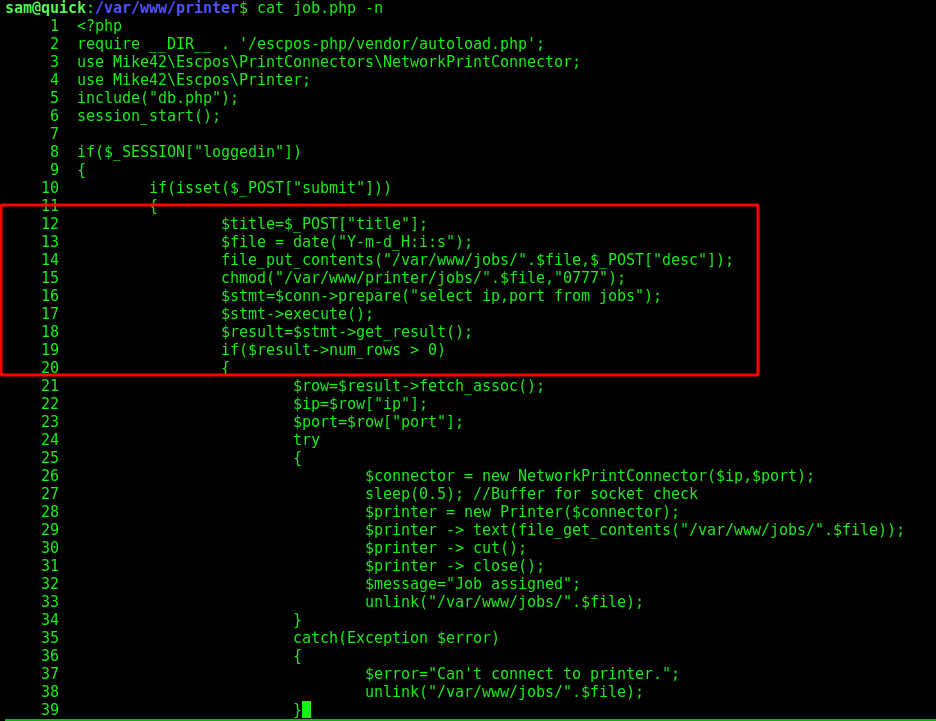 sam@quick:/var/www/printer$ cat job.php -n
     1  <?php
     2  require __DIR__ . '/escpos-php/vendor/autoload.php';
     3  use Mike42\Escpos\PrintConnectors\NetworkPrintConnector;
     4  use Mike42\Escpos\Printer;
     5  include("db.php");
     6  session_start();
     7
     8  if($_SESSION["loggedin"])
     9  {
    10          if(isset($_POST["submit"]))
    11          {
    12                  $title=$_POST["title"];
    13                  $file = date("Y-m-d_H:i:s");
    14                  file_put_contents("/var/www/jobs/".$file,$_POST["desc"]);
    15                  chmod("/var/www/printer/jobs/".$file,"0777");
    16                  $stmt=$conn->prepare("select ip,port from jobs");
    17                  $stmt->execute();
    18                  $result=$stmt->get_result();
    19                  if($result->num_rows > 0)
    20                  {
    21                          $row=$result->fetch_assoc();
    22                          $ip=$row["ip"];
    23                          $port=$row["port"];
    24                          try
    25                          {
    26                                  $connector = new NetworkPrintConnector($ip,$port);
    27                                  sleep(0.5); //Buffer for socket check
    28                                  $printer = new Printer($connector);
    29                                  $printer -> text(file_get_contents("/var/www/jobs/".$file));
    30                                  $printer -> cut();
    31                                  $printer -> close();
    32                                  $message="Job assigned";
    33                                  unlink("/var/www/jobs/".$file);
    34                          }
    35                          catch(Exception $error)
    36                          {
    37                                  $error="Can't connect to printer.";
    38                                  unlink("/var/www/jobs/".$file);
    39                          }